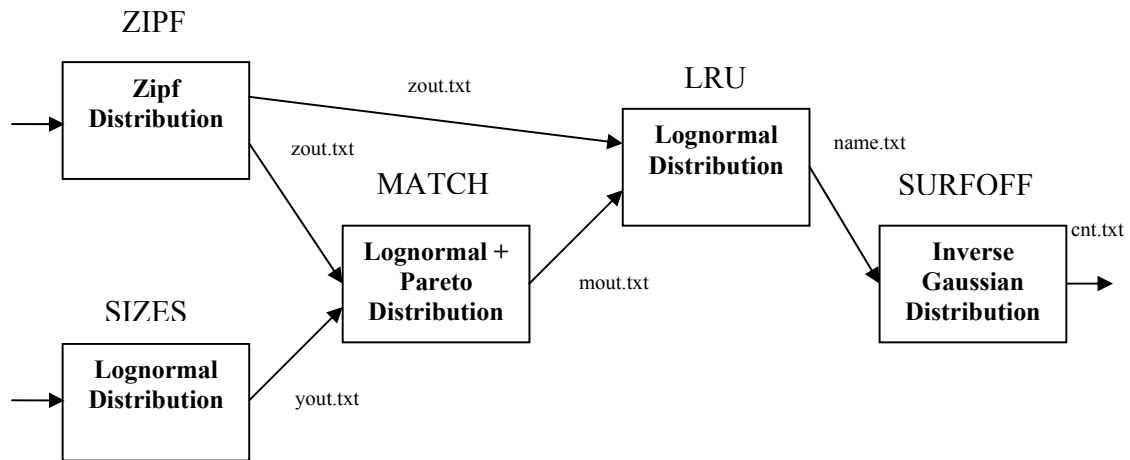 ZIPF
Zipf
Distribution
zout.txt
zout.txt
LRU
Lognormal
Distribution
name.txt
MATCH
Lognormal +
Pareto
Distribution
mout.txt
SURFOFF
Inverse
Gaussian
Distribution
cnt.txt
SIZES
Lognormal
Distribution
yout.txt